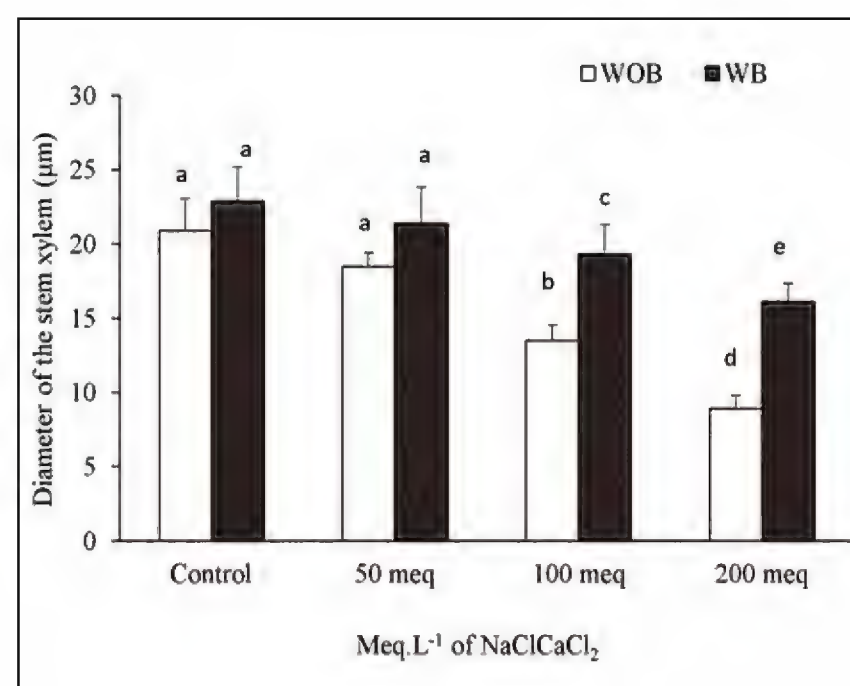 WOB WB
30
25
20
15
10
5
0
a a a a b c d e
Diameter of the stem xylem (µm)
Control 50 meq 100 meq 200 meq
Meq.L⁻¹ of NaClCaCl₂